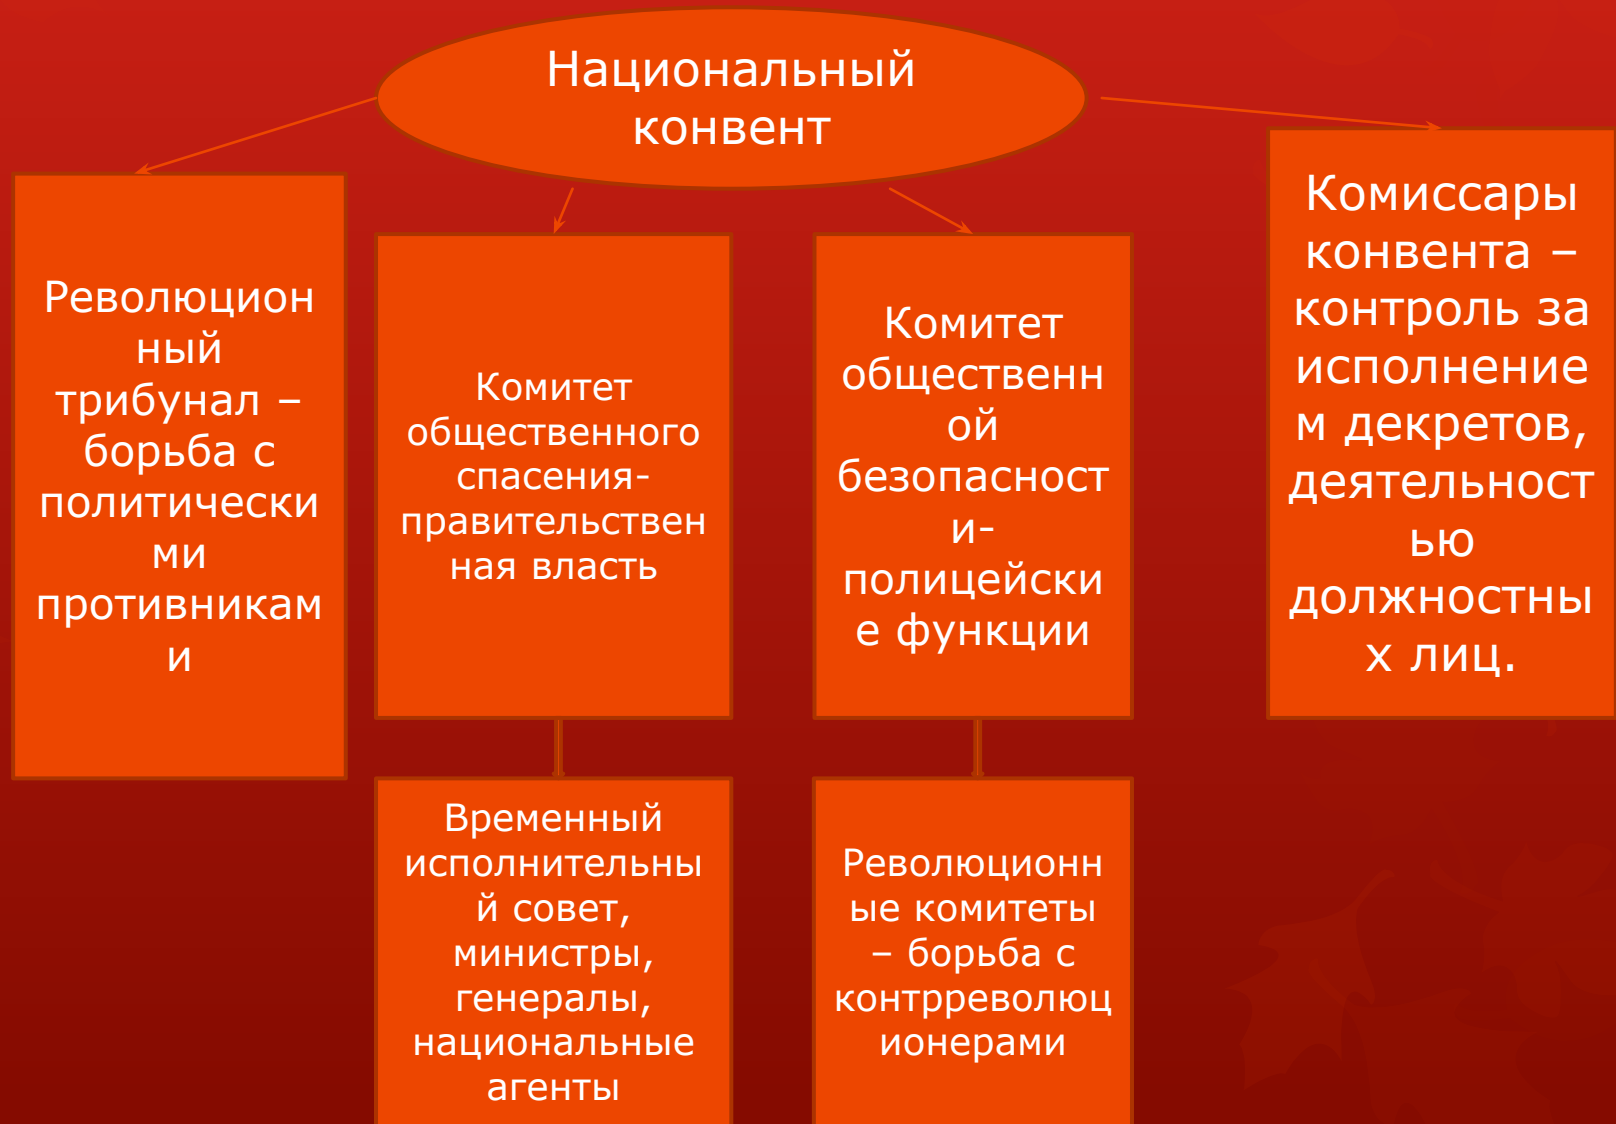 Национальный
конвент
Революцион
ный
трибунал –
борьба с
политически
ми
противникам
и
Комитет
общественного
спасения-
правительствен
ная власть
Комитет
общественн
ой
безопасност
и-
полицейски
е функции
Комиссары
конвента –
контроль за
исполнение
м декретов,
деятельност
ью
должностны
х лиц.
Временный
исполнительны
й совет,
министры,
генералы,
национальные
агенты
Революционн
ые комитеты
– борьба с
контрреволюц
ионерами